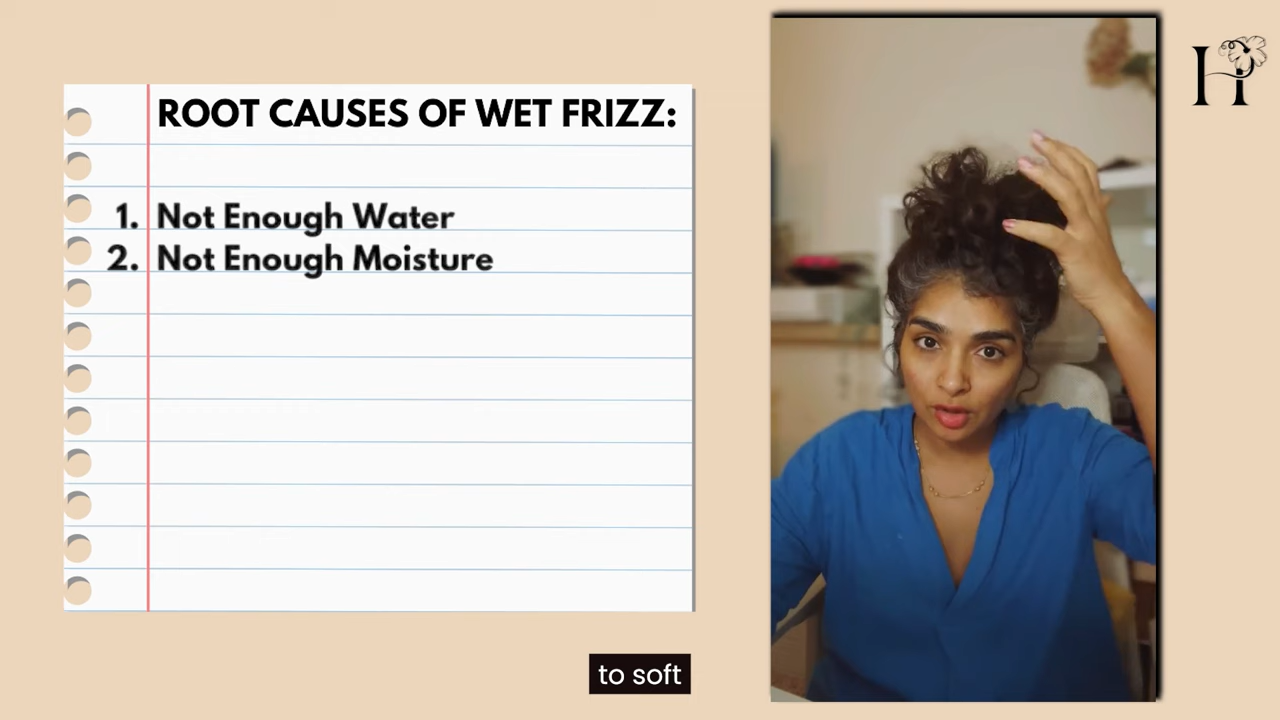 ROOT CAUSES OF WET FRIZZ:
1. Not Enough Water
2. Not Enough Moisture
to soft
H